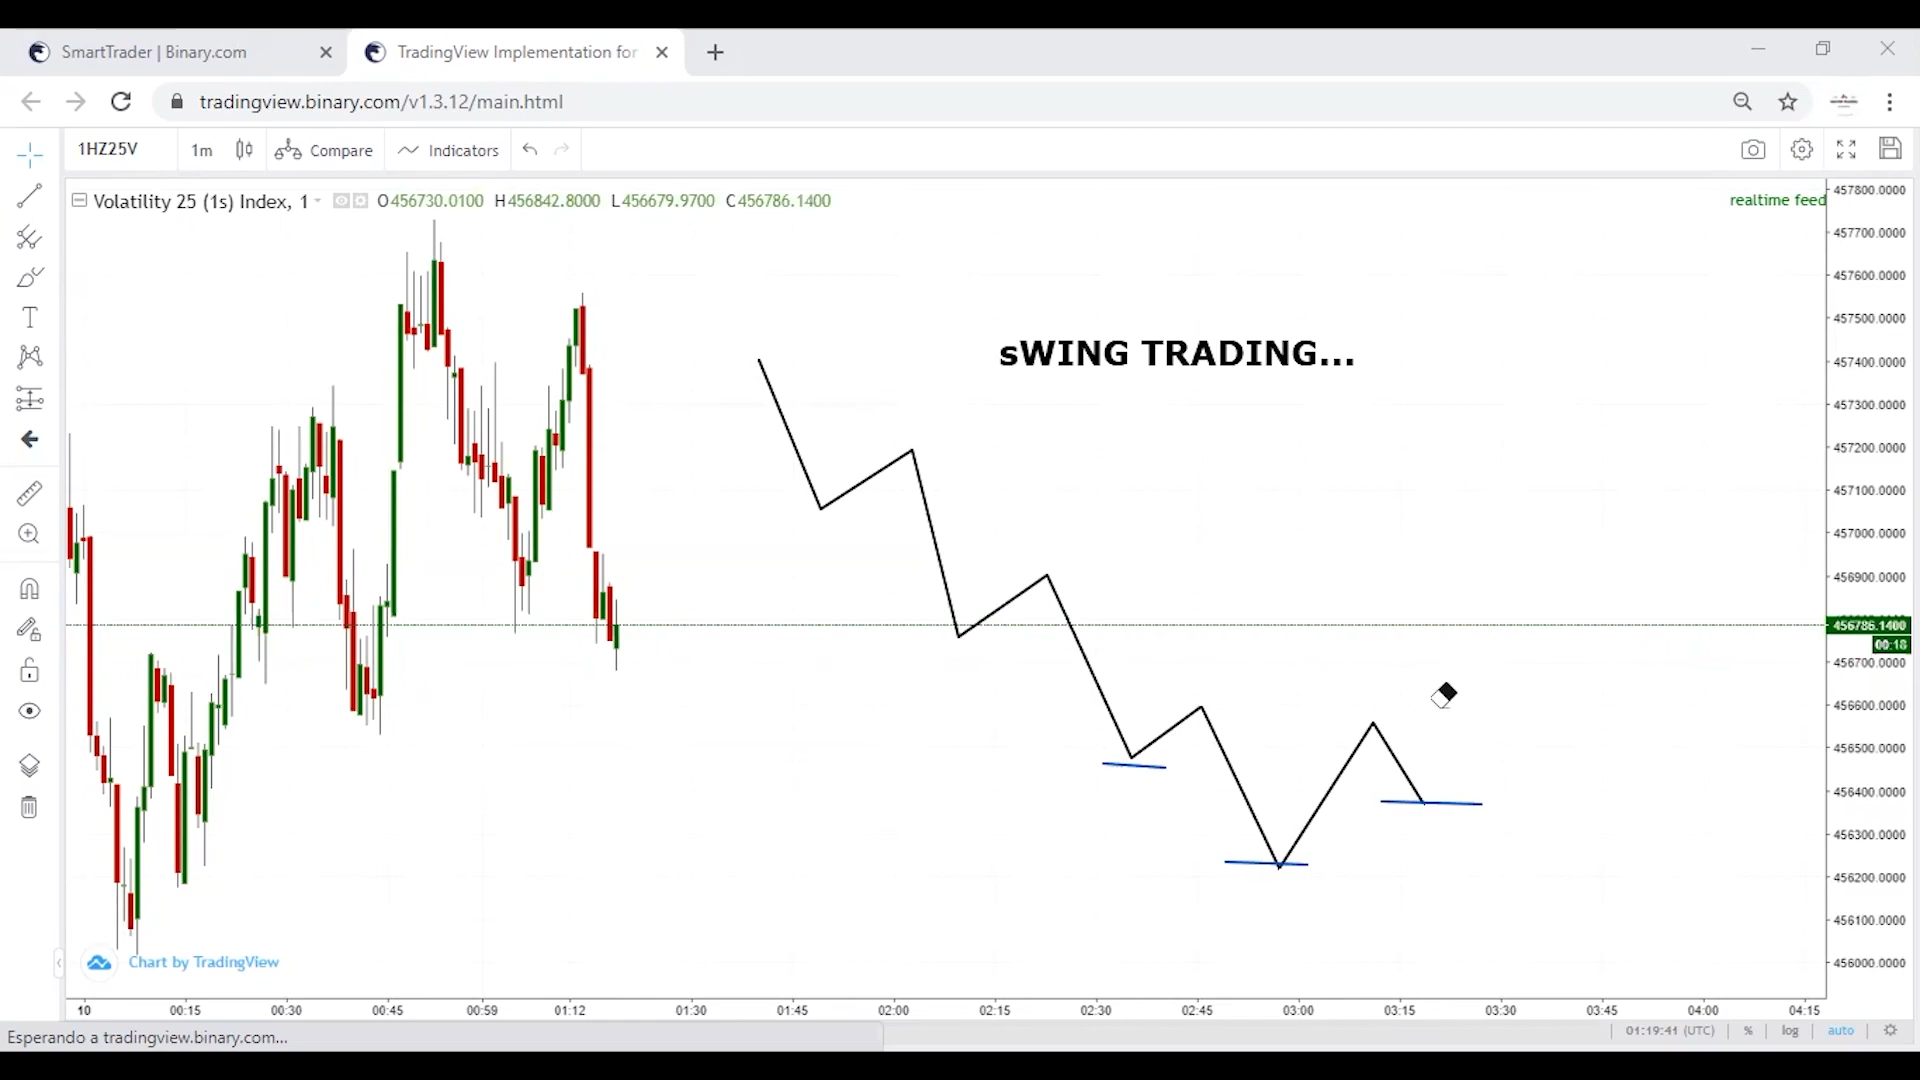 SmartTrader | Binary.com
TradingView Implementation for
tradingview.binary.com/v1.3.12/main.html
1HZ25V 1m Compare Indicators
Volatility 25 (1s) Index, 1 O456730.0100 H456842.8000 L456679.9700 C456786.1400
realtime feed
sWING TRADING...
457800.0000
457700.0000
457600.0000
457500.0000
457400.0000
457300.0000
457200.0000
457100.0000
457000.0000
456900.0000
456786.1400
00:18
456700.0000
456600.0000
456500.0000
456400.0000
456300.0000
456200.0000
456100.0000
456000.0000
Chart by TradingView
10 00:15 00:30 00:45 00:59 01:12 01:30 01:45 02:00 02:15 02:30 02:45 03:00 03:15 03:30 03:45 04:00 04:15
Esperando a tradingview.binary.com...
01:19:41 (UTC) % log auto